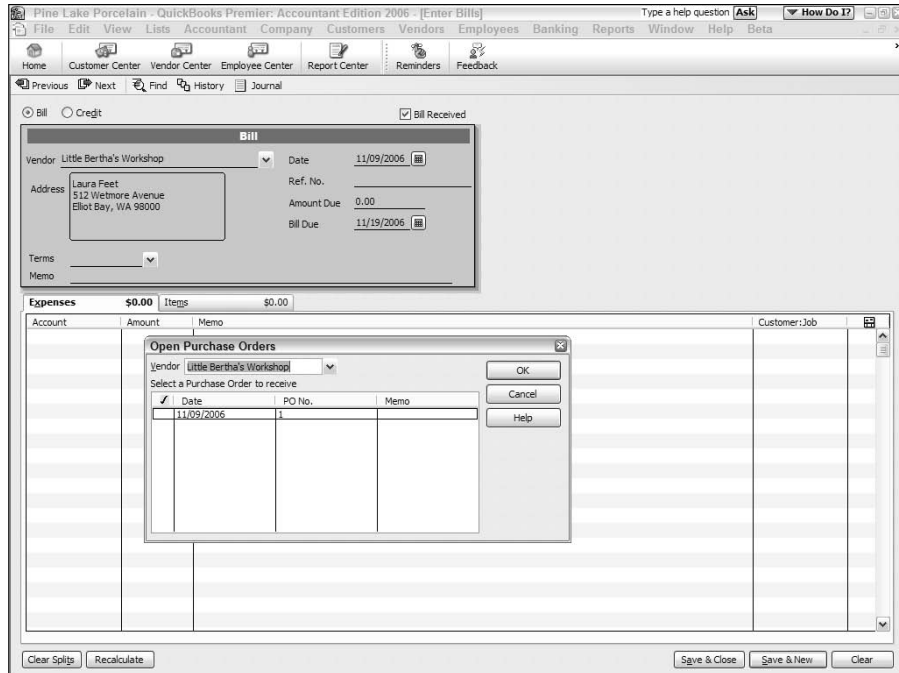 Pine Lake Porcelain - QuickBooks Premier: Accountant Edition 2006 - [Enter Bills]
Type a help question Ask How Do I?
File Edit View Lists Accountant Company Customers Vendors Employees Banking Reports Window Help Beta
Home Customer Center Vendor Center Employee Center Report Center Reminders Feedback
Previous Next Find History Journal
Bill Credit Bill Received
Bill
Vendor Little Bertha's Workshop Date 11/09/2006
Address Laura Feet Ref. No.
512 Wetmore Avenue
Elliot Bay, WA 98000 Amount Due 0.00
Bill Due 11/19/2006
Terms
Memo
Expenses $0.00 Items $0.00
Account Amount Memo Customer:Job
Open Purchase Orders
Vendor Little Bertha's Workshop OK
Select a Purchase Order to receive
Cancel
✓ Date PO No. Memo
11/09/2006 1
Help
Clear Splits Recalculate Save & Close Save & New Clear